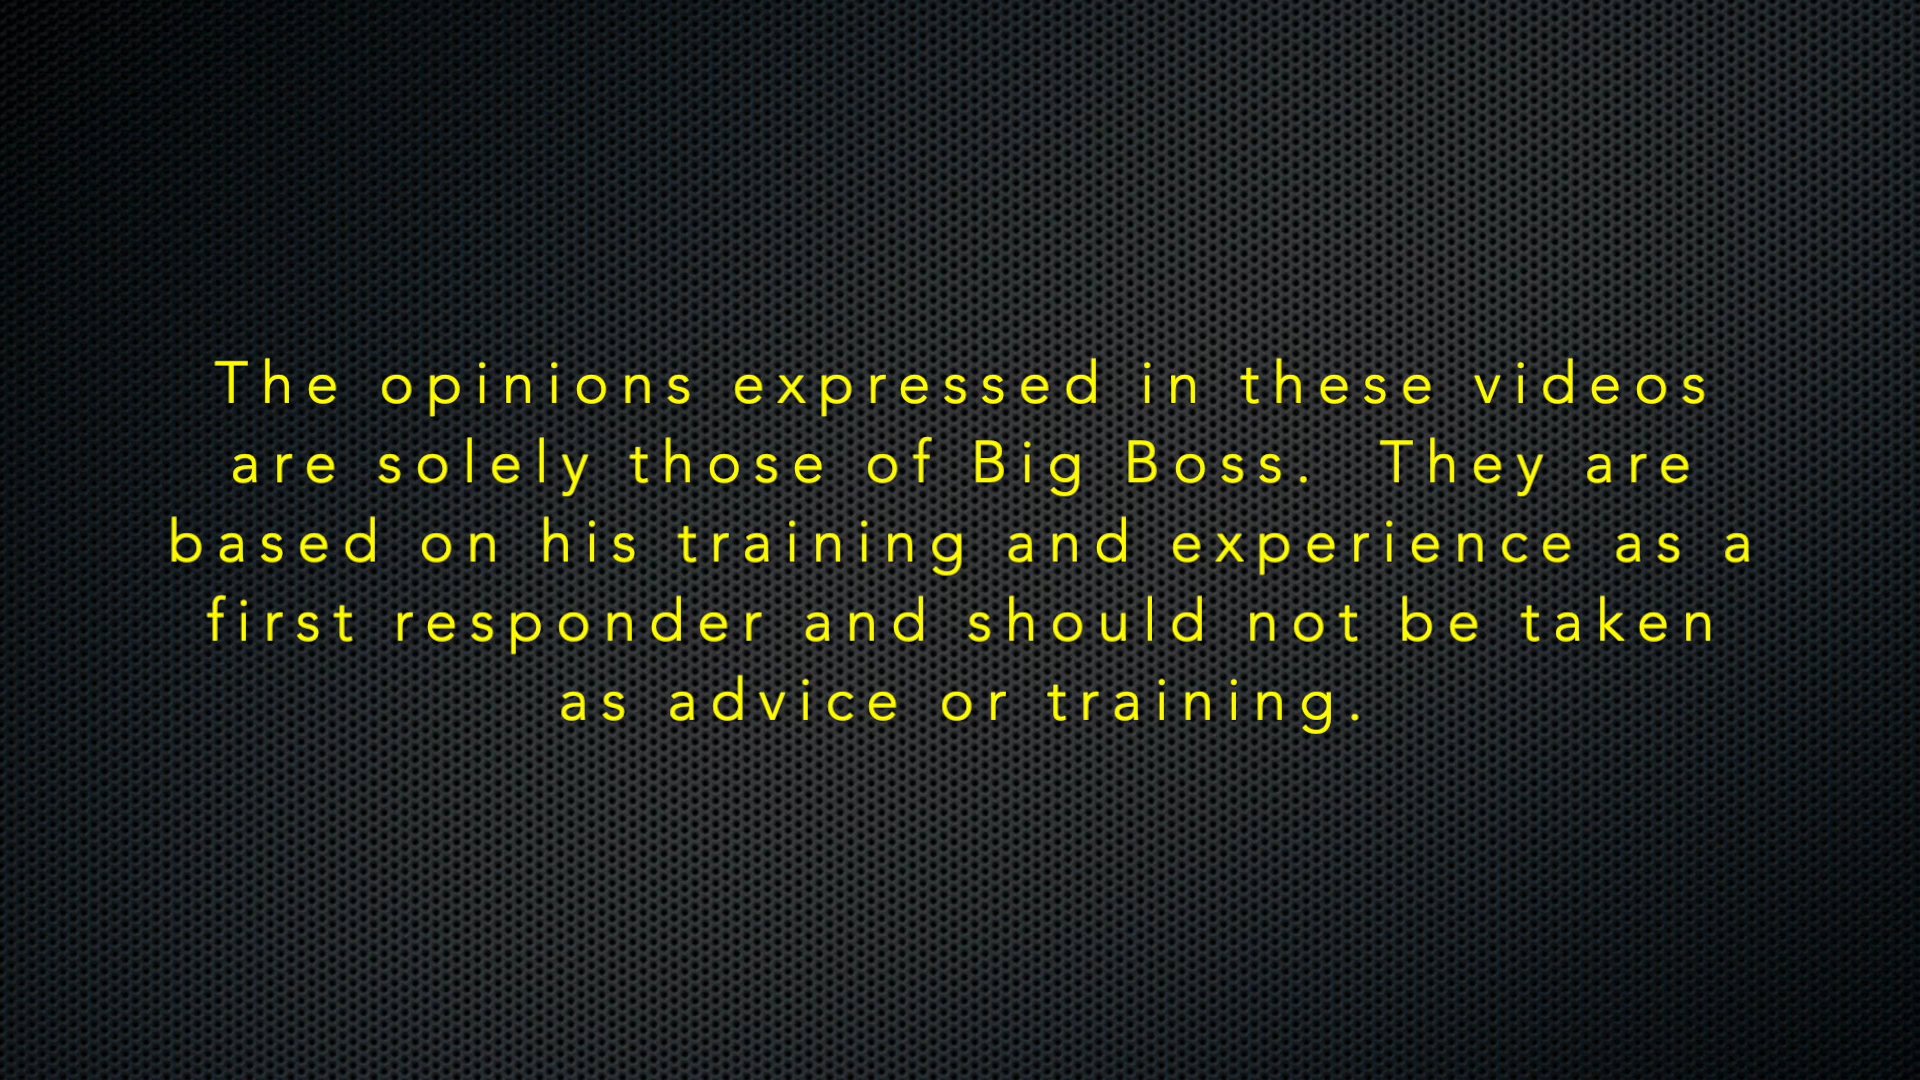 The opinions expressed in these videos
are solely those of Big Boss.  They are
based on his training and experience as a
first responder and should not be taken
as advice or training.